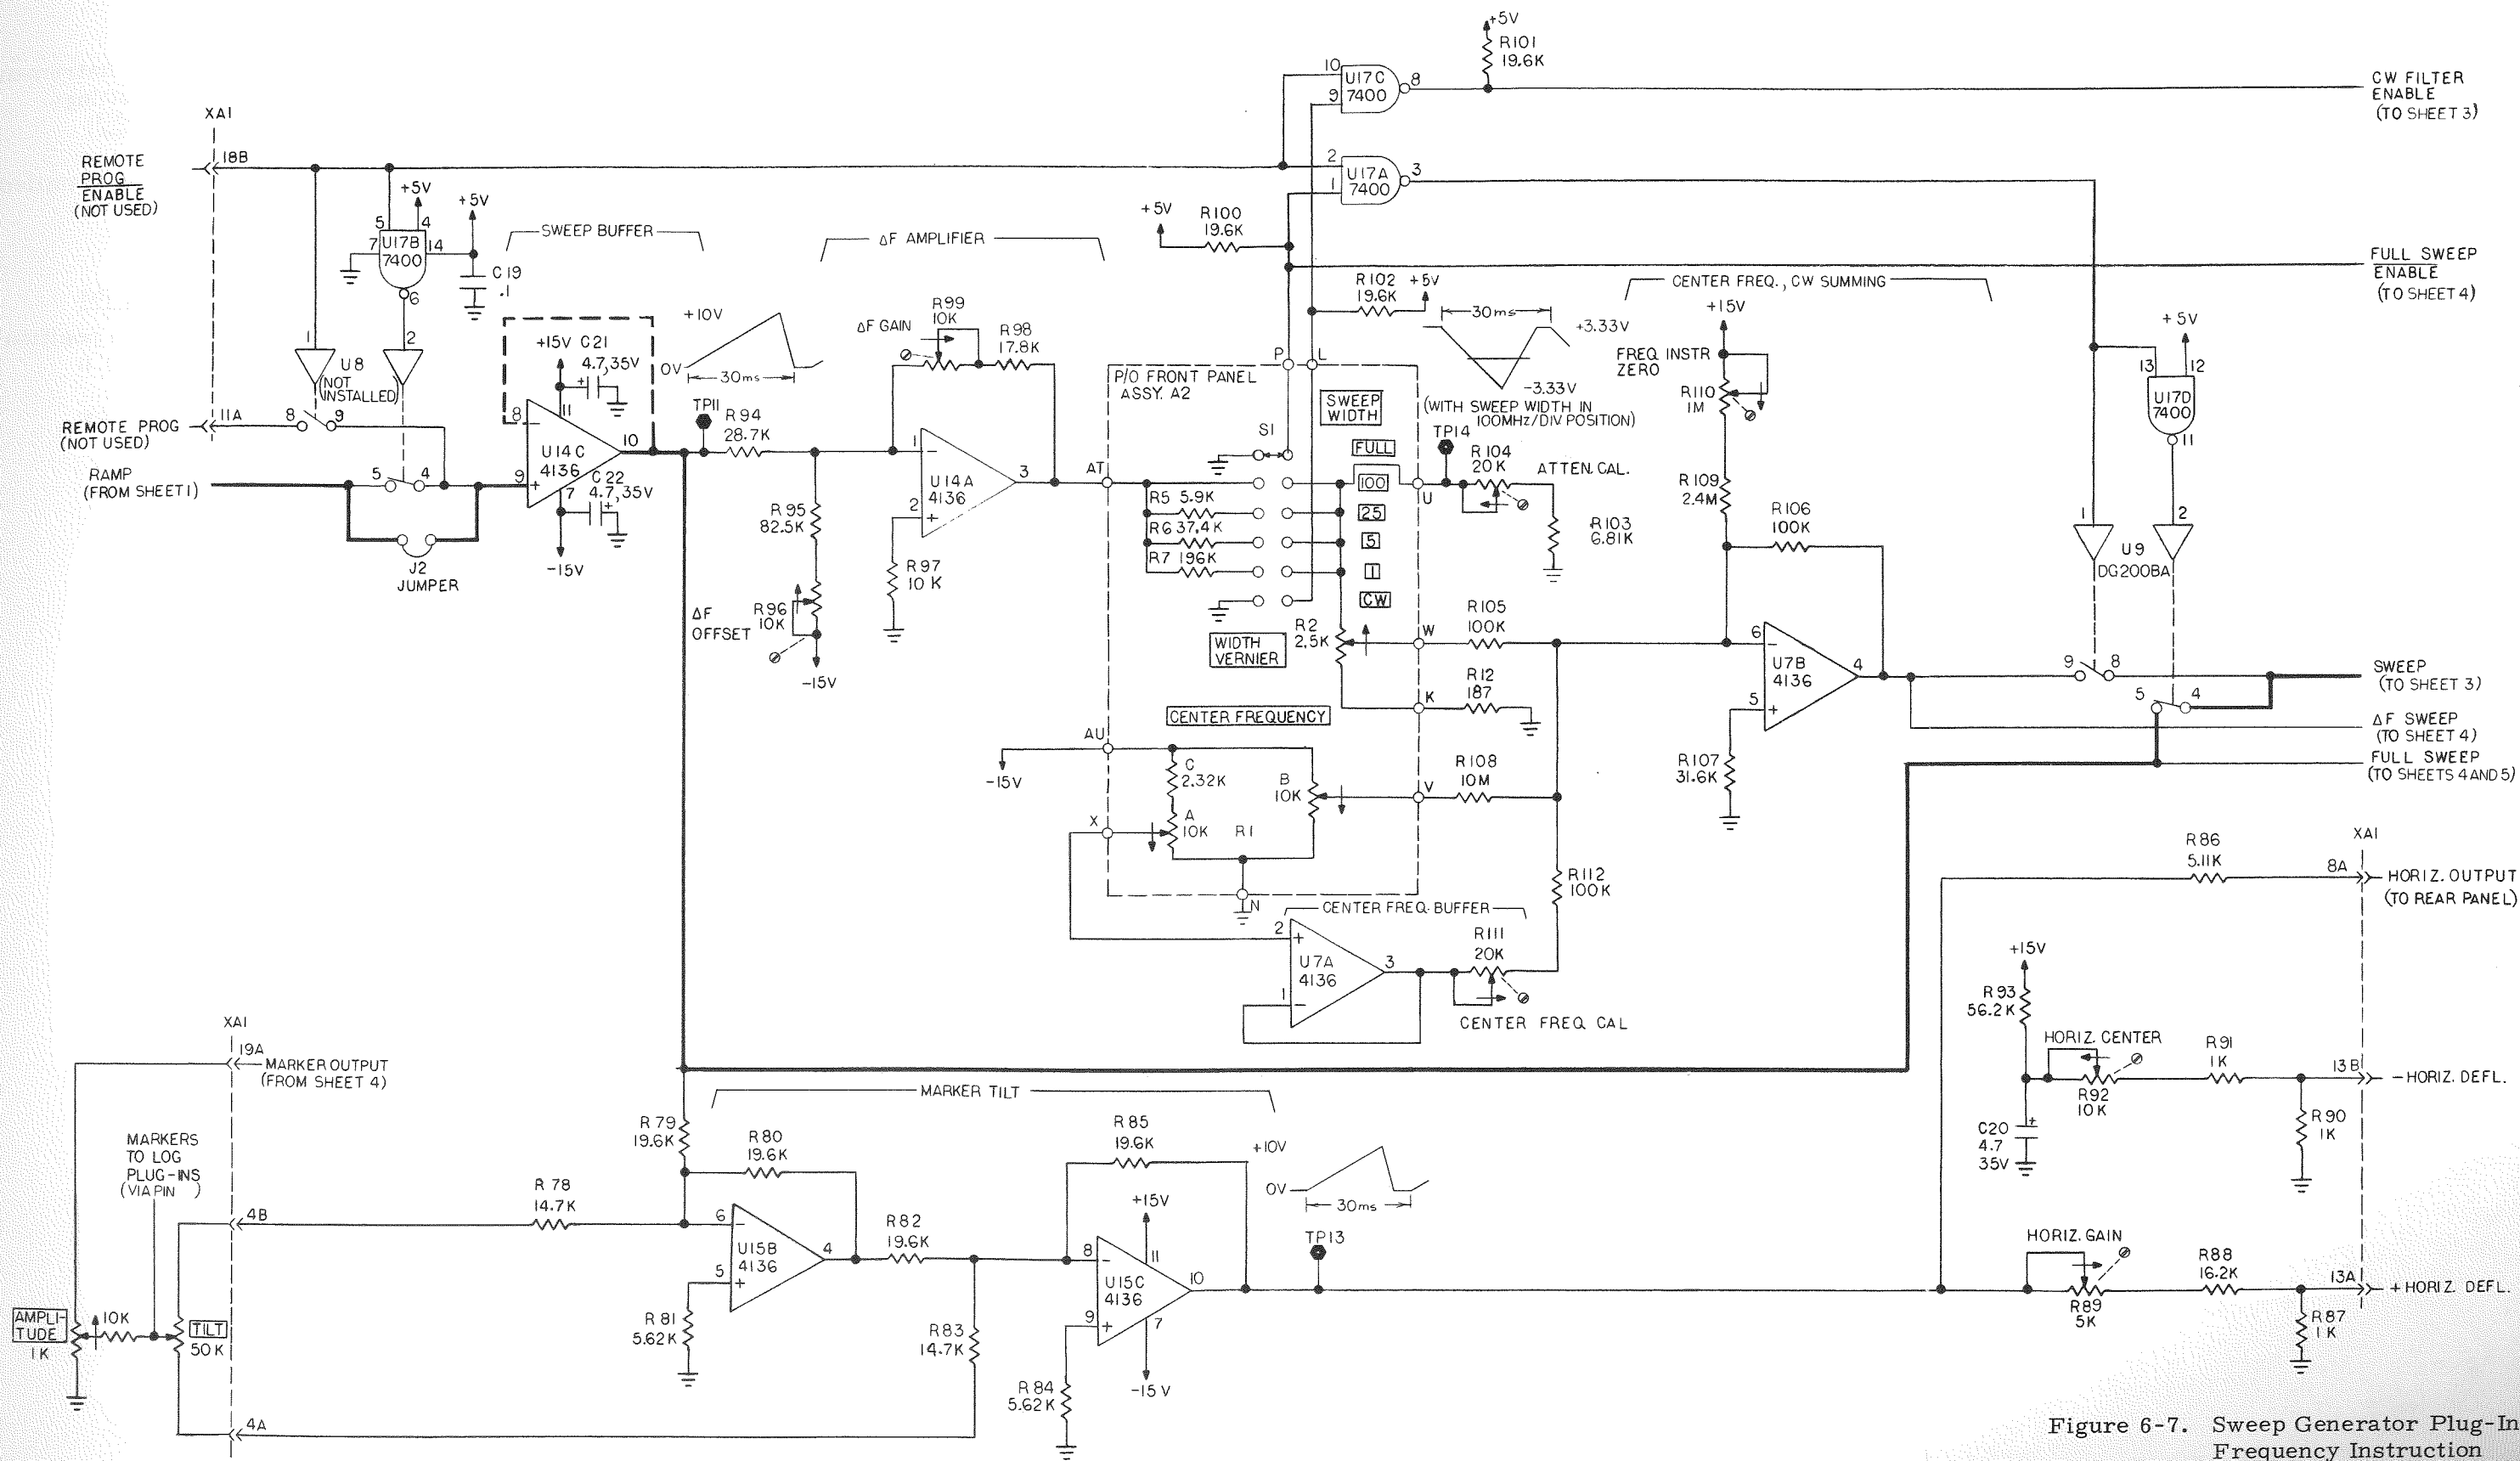 +5V
R101
19.6K
10
U17C
7400
9
8
CW FILTER
ENABLE
(TO SHEET 3)
XA1
REMOTE
PROG
ENABLE
(NOT USED)
18B
2
U17A
7400
1
3
+5V
4
5
U17B
7400
7
14
6
+5V
C19
.1
SWEEP BUFFER
ΔF AMPLIFIER
+5V
R100
19.6K
FULL SWEEP
ENABLE
(TO SHEET 4)
R102
19.6K
+5V
30ms
+3.33V
-3.33V
(WITH SWEEP WIDTH IN
100MHz/DIV POSITION)
CENTER FREQ., CW SUMMING
+15V
FREQ INSTR
ZERO
R110
1M
R109
2.4M
R106
100K
+5V
13
12
U17D
7400
11
1
2
U8
(NOT
INSTALLED)
REMOTE PROG
(NOT USED)
11A
8
9
RAMP
(FROM SHEET 1)
5
4
J2
JUMPER
+15V
C21
4.7,35V
11
8
U14C
4136
9
10
7
C22
4.7,35V
-15V
+10V
0V
30ms
TP11
R94
28.7K
R95
82.5K
R96
10K
ΔF
OFFSET
-15V
ΔF GAIN
R99
10K
R98
17.8K
1
U14A
4136
2
3
R97
10K
AT
P
L
P/O FRONT PANEL
ASSY. A2
SWEEP
WIDTH
S1
FULL
100
25
5
1
CW
R5 5.9K
R6 37.4K
R7 196K
U
TP14
R104
20K
ATTEN. CAL.
R103
6.81K
R2
2.5K
WIDTH
VERNIER
W
R105
100K
K
R12
187
CENTER FREQUENCY
AU
-15V
C
2.32K
B
10K
A
10K
R1
X
N
V
R108
10M
R112
100K
CENTER FREQ. BUFFER
2
U7A
4136
1
3
R111
20K
CENTER FREQ. CAL
6
U7B
4136
5
4
R107
31.6K
1
2
U9
DG200BA
9
8
5
4
SWEEP
(TO SHEET 3)
ΔF SWEEP
(TO SHEET 4)
FULL SWEEP
(TO SHEETS 4 AND 5)
XA1
R86
5.11K
8A
HORIZ. OUTPUT
(TO REAR PANEL)
+15V
R93
56.2K
HORIZ. CENTER
R92
10K
R91
1K
13B
-HORIZ. DEFL.
C20
4.7
35V
R90
1K
HORIZ. GAIN
R89
5K
R88
16.2K
13A
+HORIZ. DEFL.
R87
1K
XA1
19A
MARKER OUTPUT
(FROM SHEET 4)
MARKERS
TO LOG
PLUG-INS
(VIA PIN )
MARKER TILT
R79
19.6K
R80
19.6K
R78
14.7K
4B
6
U15B
4136
5
4
R81
5.62K
R82
19.6K
R83
14.7K
R85
19.6K
+15V
11
8
U15C
4136
9
10
7
-15V
R84
5.62K
+10V
0V
30ms
TP13
AMPLI-
TUDE
1K
10K
TILT
50K
4A
Figure 6-7. Sweep Generator Plug-In
Frequency Instruction